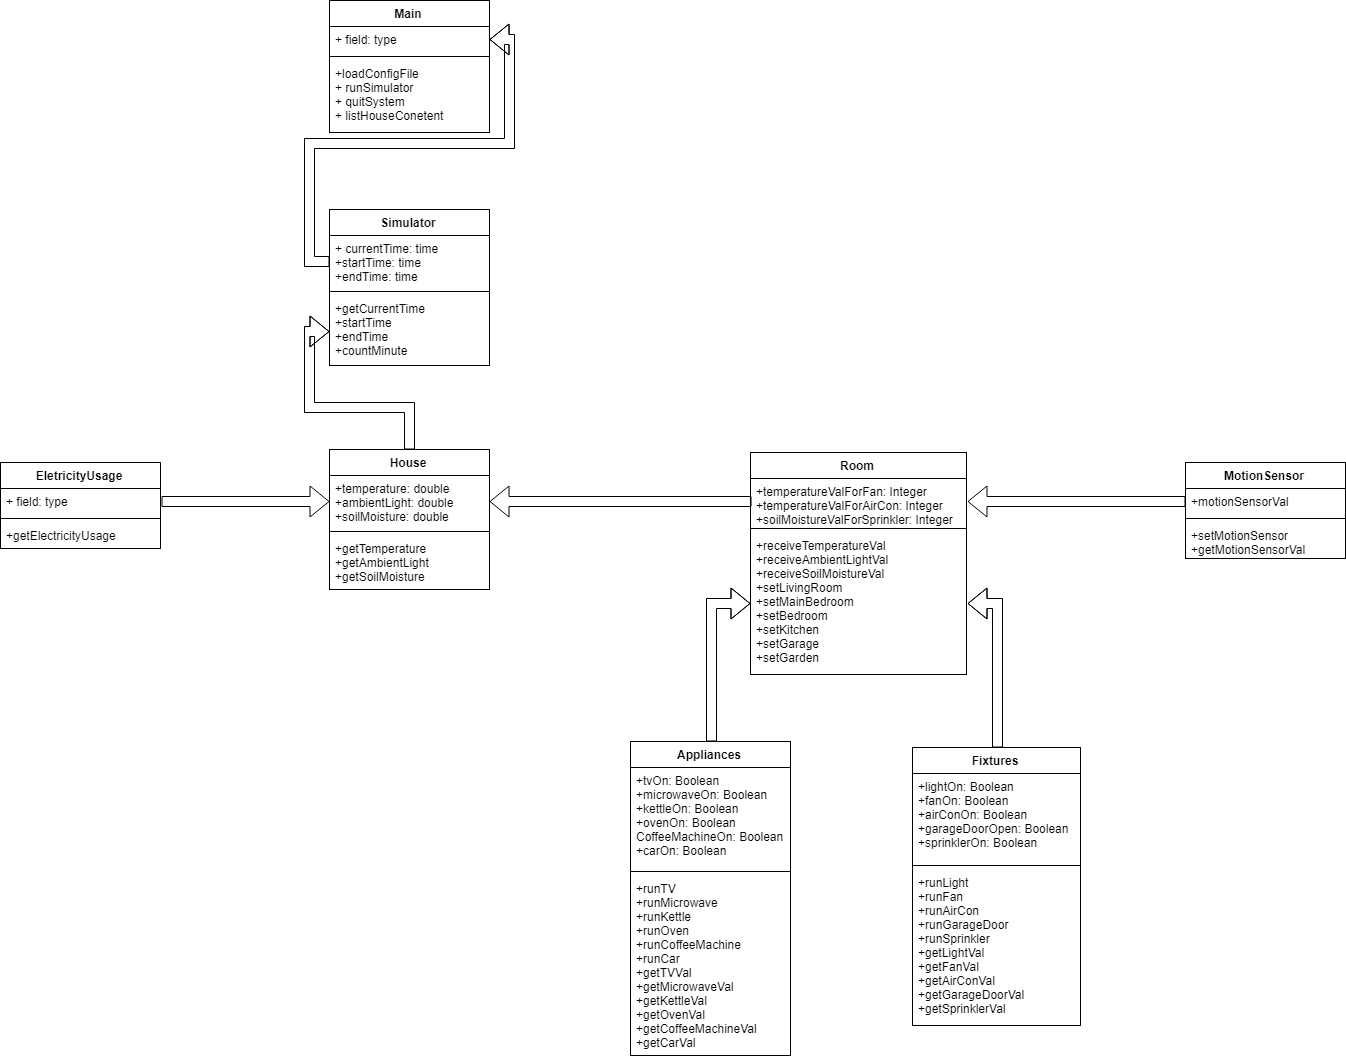 Main
+ field: type
+loadConfigFile
+ runSimulator
+ quitSystem
+ listHouseConetent
Simulator
+ currentTime: time
+startTime: time
+endTime: time
+getCurrentTime
+startTime
+endTime
+countMinute
EletricityUsage
+ field: type
+getElectricityUsage
House
+temperature: double
+ambientLight: double
+soilMoisture: double
+getTemperature
+getAmbientLight
+getSoilMoisture
Room
+temperatureValForFan: Integer
+temperatureValForAirCon: Integer
+soilMoistureValForSprinkler: Integer
+receiveTemperatureVal
+receiveAmbientLightVal
+receiveSoilMoistureVal
+setLivingRoom
+setMainBedroom
+setBedroom
+setKitchen
+setGarage
+setGarden
MotionSensor
+motionSensorVal
+setMotionSensor
+getMotionSensorVal
Appliances
+tvOn: Boolean
+microwaveOn: Boolean
+kettleOn: Boolean
+ovenOn: Boolean
CoffeeMachineOn: Boolean
+carOn: Boolean
+runTV
+runMicrowave
+runKettle
+runOven
+runCoffeeMachine
+runCar
+getTVVal
+getMicrowaveVal
+getKettleVal
+getOvenVal
+getCoffeeMachineVal
+getCarVal
Fixtures
+lightOn: Boolean
+fanOn: Boolean
+airConOn: Boolean
+garageDoorOpen: Boolean
+sprinklerOn: Boolean
+runLight
+runFan
+runAirCon
+runGarageDoor
+runSprinkler
+getLightVal
+getFanVal
+getAirConVal
+getGarageDoorVal
+getSprinklerVal